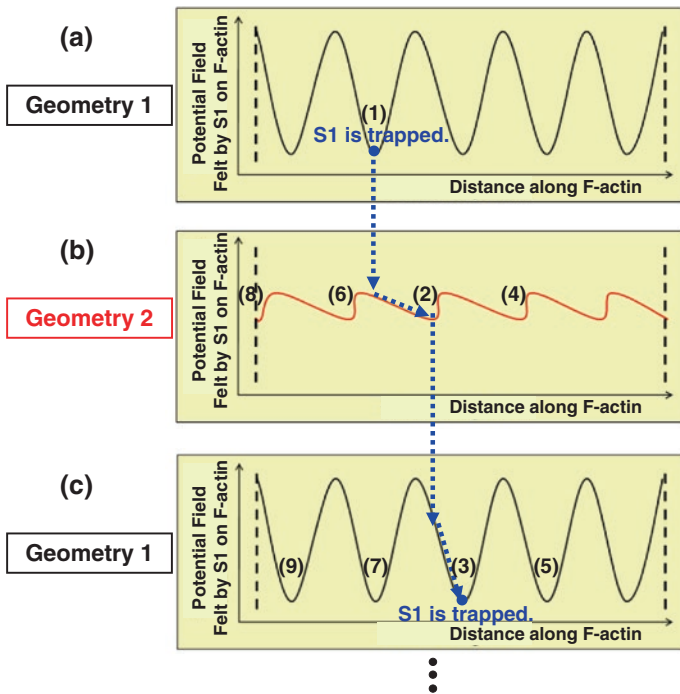 (a)
Geometry 1
Potential Field
Felt by S1 on F-actin
(1)
S1 is trapped.
Distance along F-actin
(b)
Geometry 2
Potential Field
Felt by S1 on F-actin
(8)
(6)
(2)
(4)
Distance along F-actin
(c)
Geometry 1
Potential Field
Felt by S1 on F-actin
(9)
(7)
(3)
(5)
S1 is trapped.
Distance along F-actin